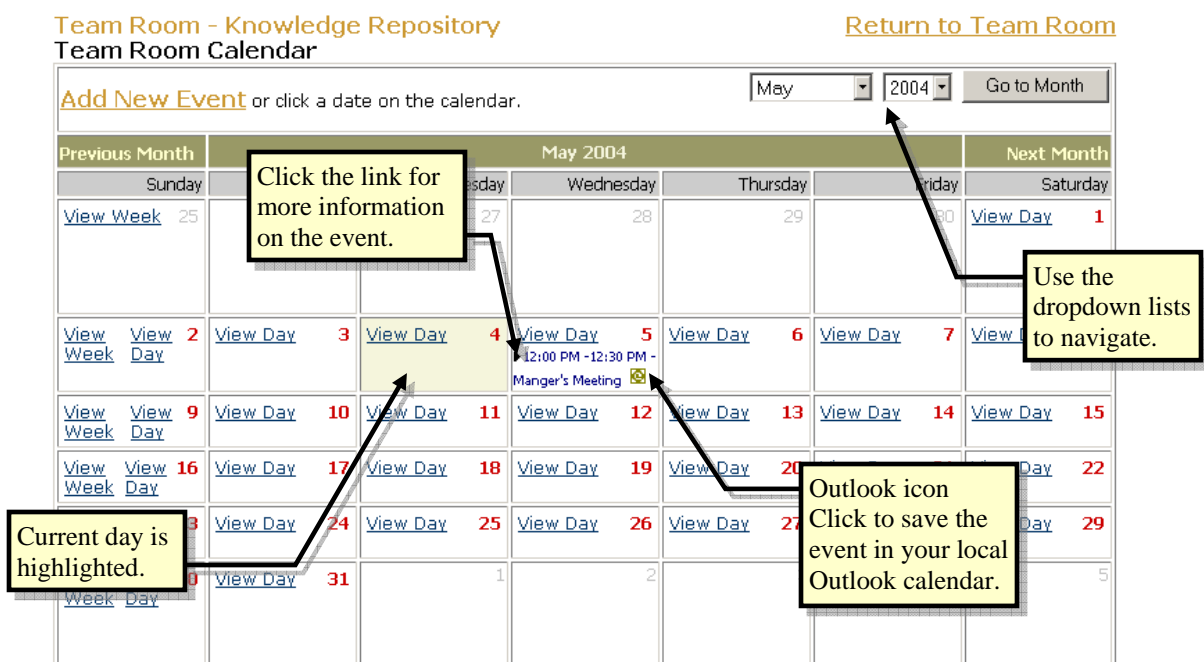 Team Room - Knowledge Repository
Return to Team Room
Team Room Calendar
Add New Event or click a date on the calendar.
May
2004
Go to Month
Previous Month
May 2004
Next Month
Sunday
Wednesday
Thursday
Friday
Saturday
Click the link for
more information
on the event.
View Week 25
27
28
29
30
View Day 1
Use the
dropdown lists
to navigate.
View Week View Day 2
View Day 3
View Day 4
View Day 5
12:00 PM -12:30 PM -
Manger's Meeting
View Day 6
View Day 7
View
View Week View Day 9
View Day 10
View Day 11
View Day 12
View Day 13
View Day 14
View Day 15
View Week View Day 16
View Day 17
View Day 18
View Day 19
View Day 20
Day 22
Outlook icon
Click to save the
event in your local
Outlook calendar.
Current day is
highlighted.
View Day 24
View Day 25
View Day 26
View Day 27
Day 29
Week Day
View Day 31
1
2
5